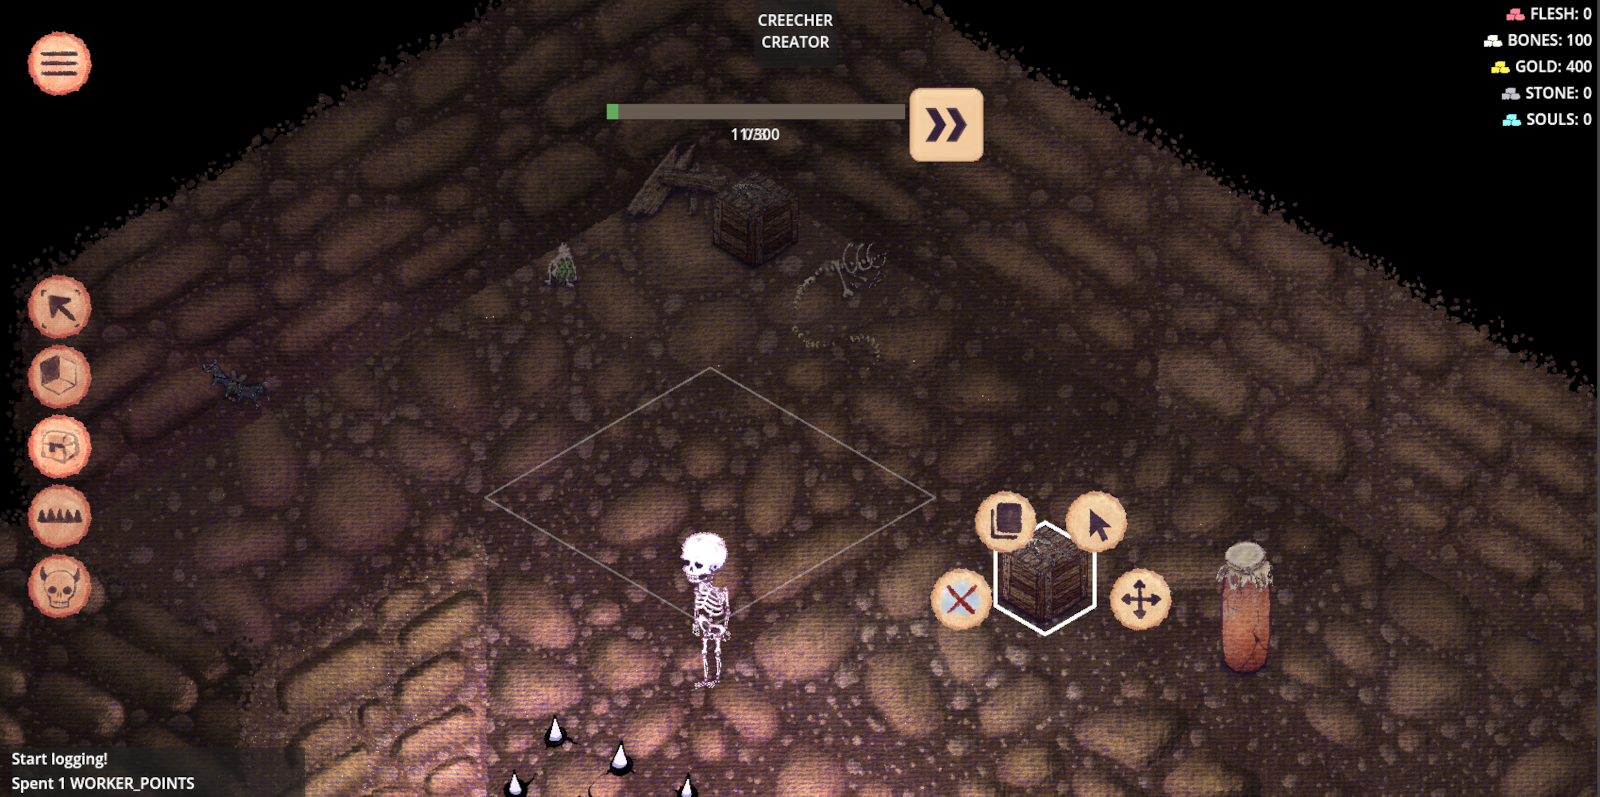 CREECHER
CREATOR
FLESH: 0
BONES: 100
GOLD: 400
STONE: 0
SOULS: 0
Start logging!
Spent 1 WORKER_POINTS